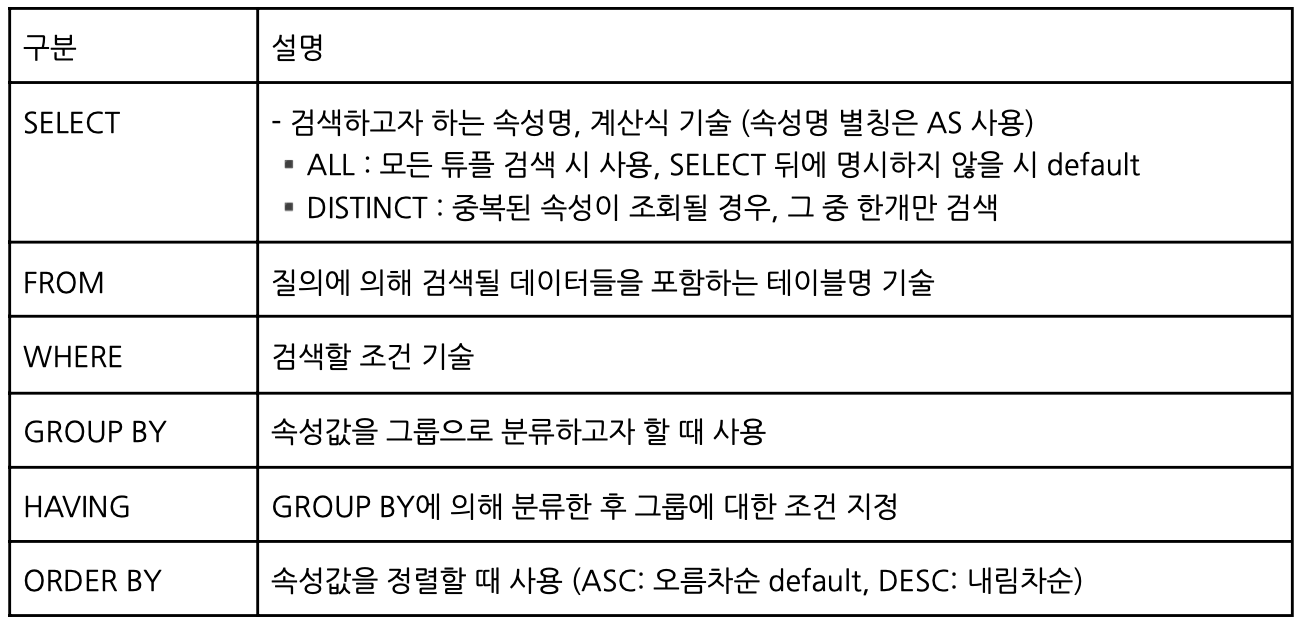 구분 설명
SELECT - 검색하고자 하는 속성명, 계산식 기술 (속성명 별칭은 AS 사용)
▪ ALL : 모든 튜플 검색 시 사용, SELECT 뒤에 명시하지 않을 시 default
▪ DISTINCT : 중복된 속성이 조회될 경우, 그 중 한개만 검색
FROM 질의에 의해 검색될 데이터들을 포함하는 테이블명 기술
WHERE 검색할 조건 기술
GROUP BY 속성값을 그룹으로 분류하고자 할 때 사용
HAVING GROUP BY에 의해 분류한 후 그룹에 대한 조건 지정
ORDER BY 속성값을 정렬할 때 사용 (ASC: 오름차순 default, DESC: 내림차순)